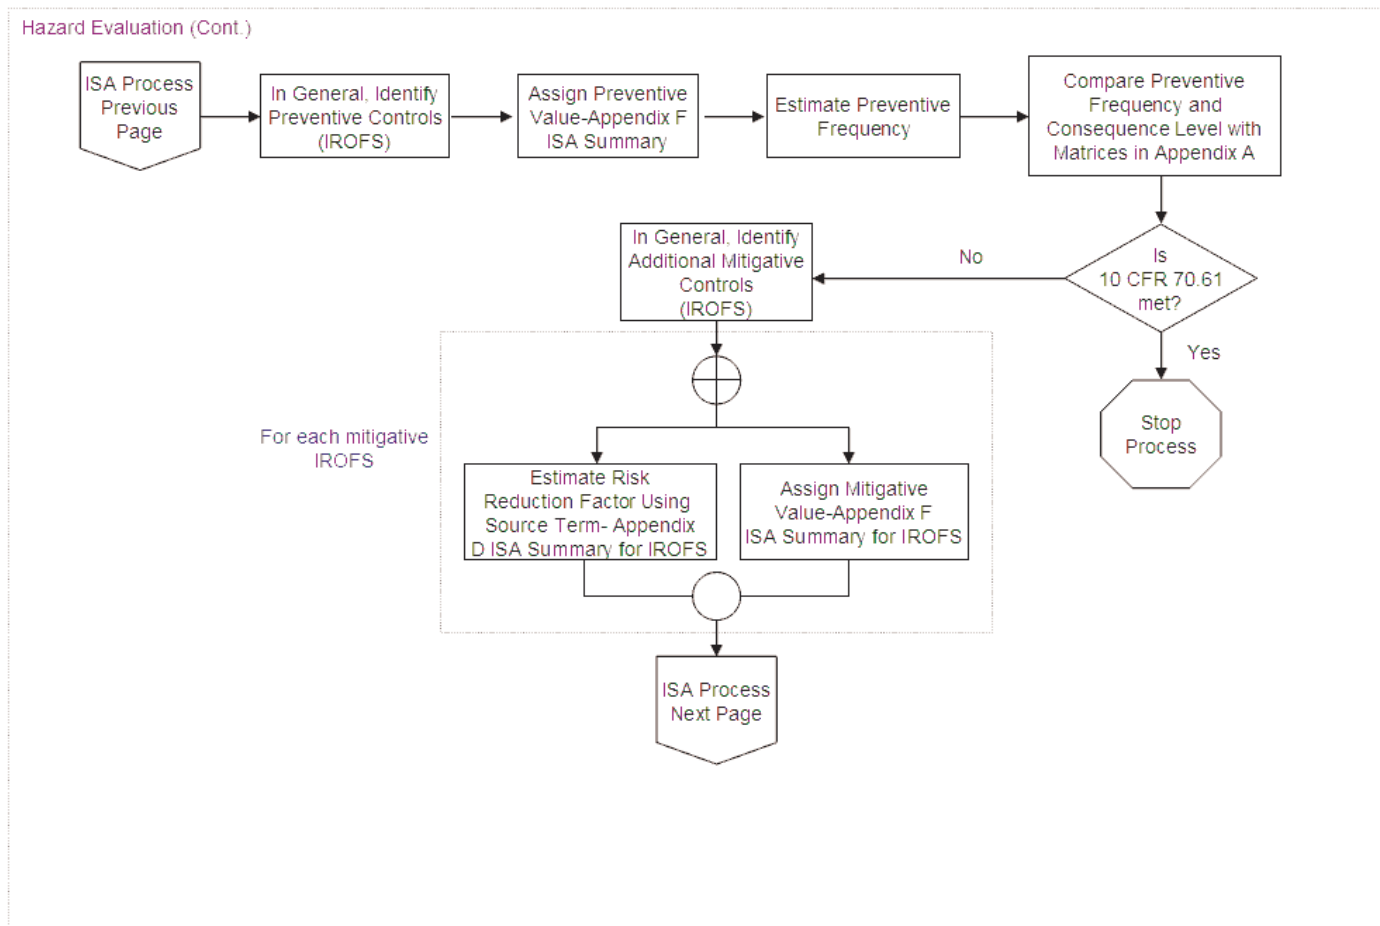 Hazard Evaluation (Cont.)
ISA Process
Previous
Page
In General, Identify
Preventive Controls
(IROFS)
Assign Preventive
Value-Appendix F
ISA Summary
Estimate Preventive
Frequency
Compare Preventive
Frequency and
Consequence Level with
Matrices in Appendix A
In General, Identify
Additional Mitigative
Controls
(IROFS)
No
Is
10 CFR 70.61
met?
Yes
Stop
Process
For each mitigative
IROFS
Estimate Risk
Reduction Factor Using
Source Term- Appendix
D ISA Summary for IROFS
Assign Mitigative
Value-Appendix F
ISA Summary for IROFS
ISA Process
Next Page